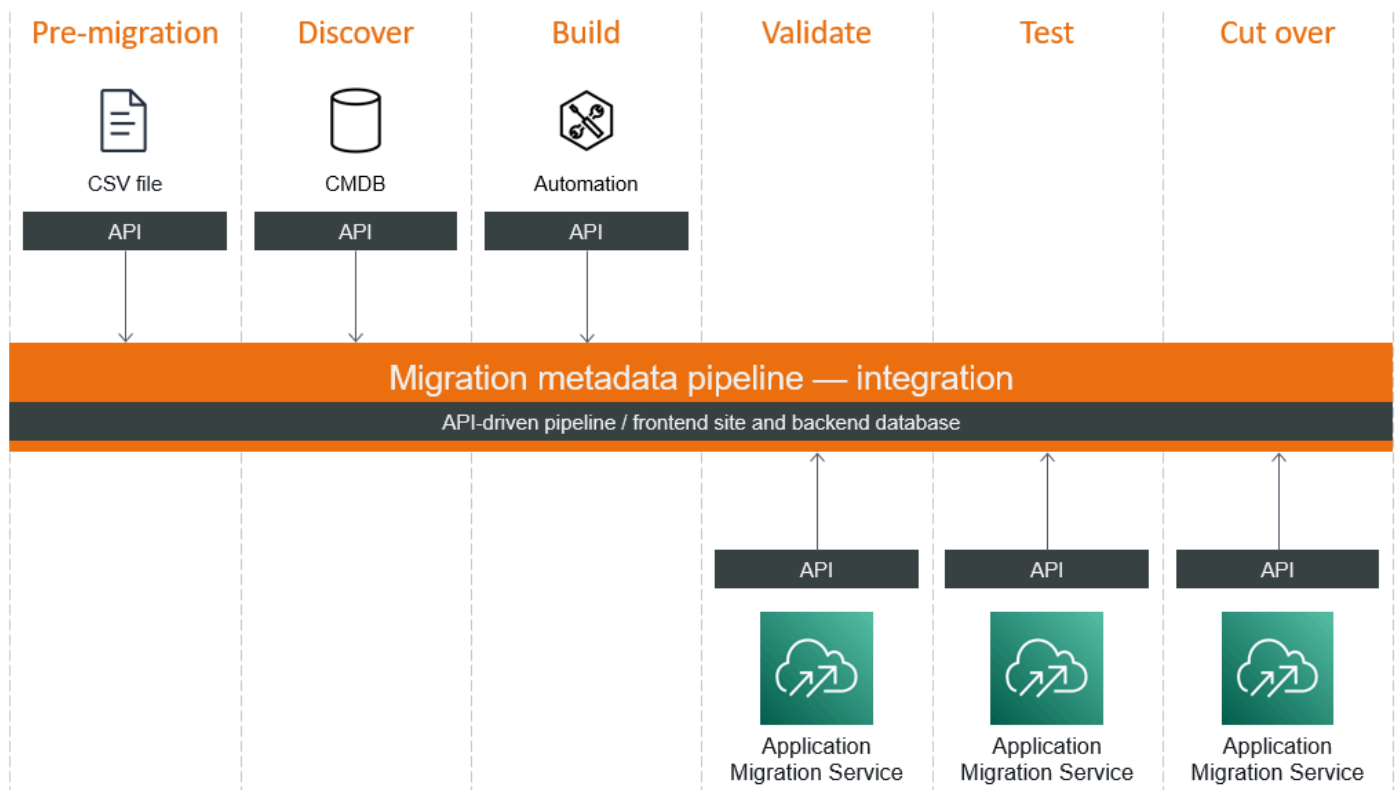 Pre-migration
Discover
Build
Validate
Test
Cut over
CSV file
CMDB
Automation
API
API
API
Migration metadata pipeline — integration
API-driven pipeline / frontend site and backend database
API
API
API
Application
Migration Service
Application
Migration Service
Application
Migration Service